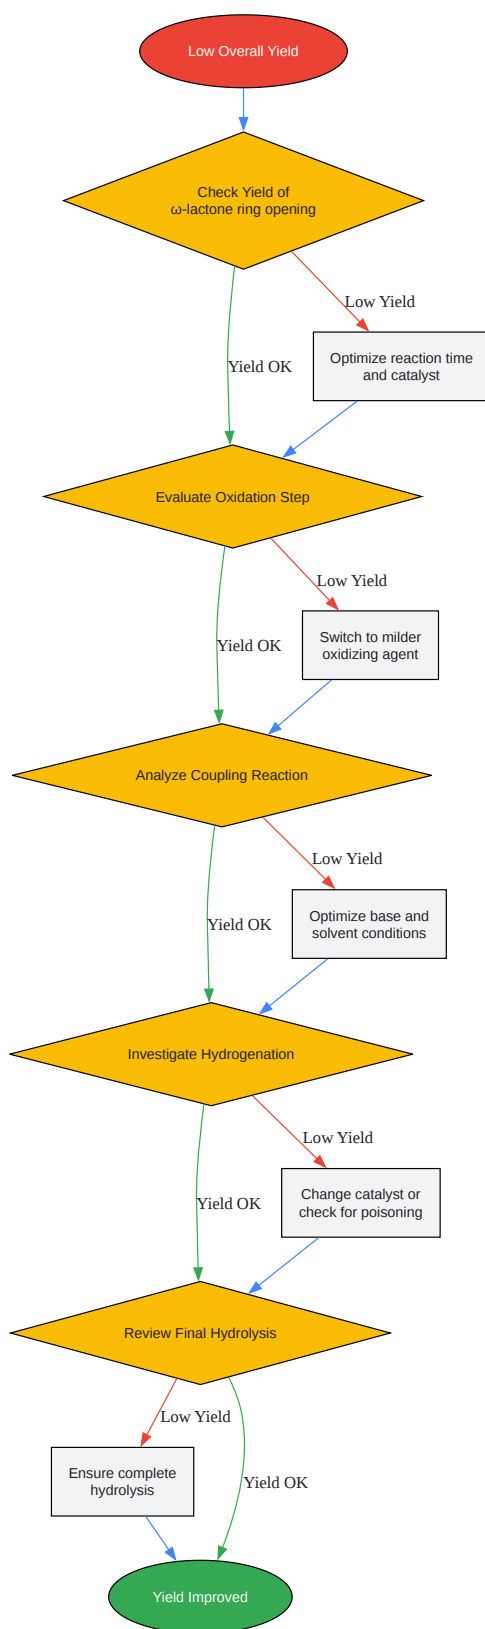 Low Overall Yield
Check Yield of
ω-lactone ring opening
Low Yield
Optimize reaction time
and catalyst
Yield OK
Evaluate Oxidation Step
Low Yield
Switch to milder
oxidizing agent
Yield OK
Analyze Coupling Reaction
Low Yield
Optimize base and
solvent conditions
Yield OK
Investigate Hydrogenation
Low Yield
Change catalyst or
check for poisoning
Yield OK
Review Final Hydrolysis
Low Yield
Ensure complete
hydrolysis
Yield OK
Yield Improved